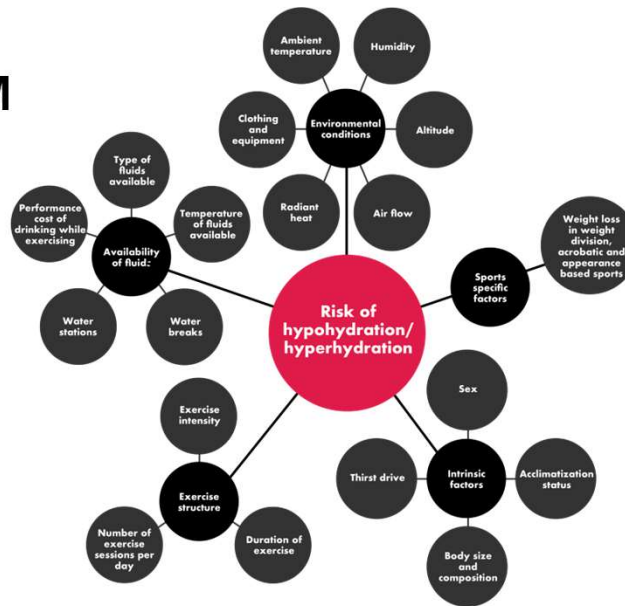 M
Ambient
temperature
Humidity
Clothing
and
equipment
Environmental
conditions
Altitude
Radiant
heat
Air flow
Type of
fluids
available
Performance
cost of
drinking while
exercising
Temperature
of fluids
available
Availability
of fluids
Water
stations
Water
breaks
Weight loss
in weight
division,
acrobatic and
appearance
based sports
Sports
specific
factors
Risk of
hypohydration/
hyperhydration
Exercise
intensity
Exercise
structure
Number of
exercise
sessions per
day
Duration of
exercise
Sex
Thirst drive
Intrinsic
factors
Acclimatization
status
Body size
and
composition